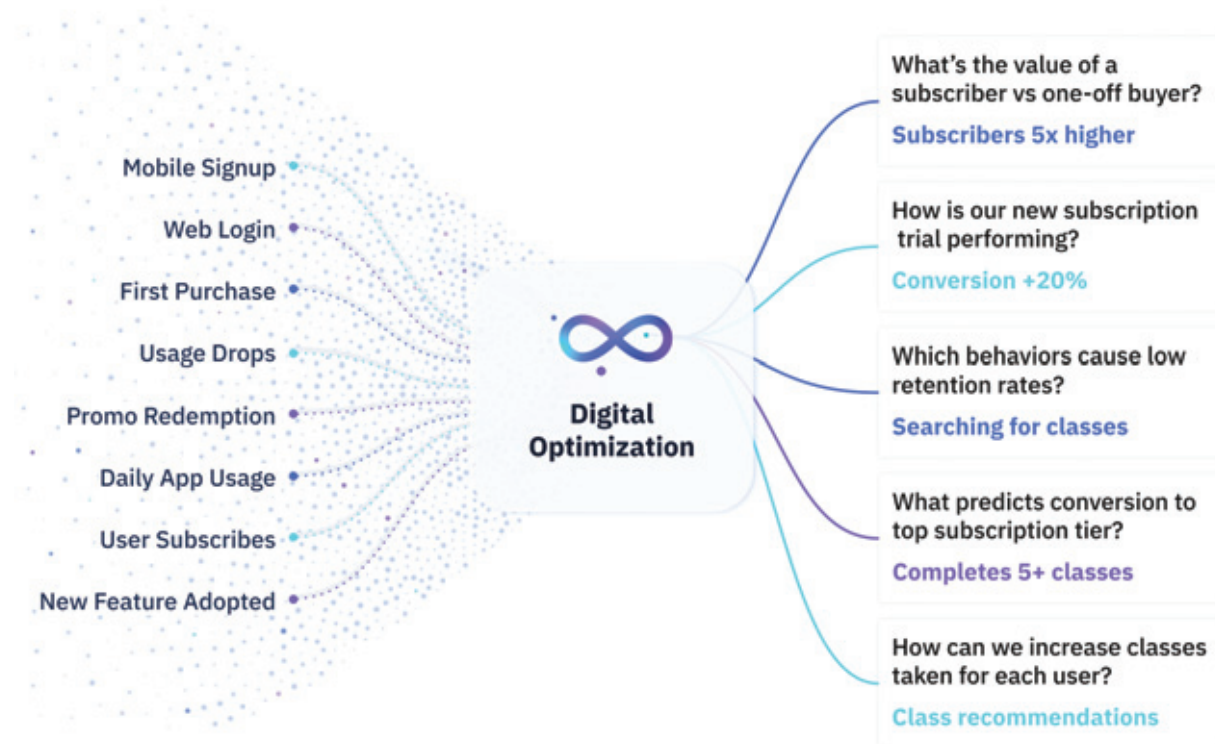 Mobile Signup
Web Login
First Purchase
Usage Drops
Promo Redemption
Daily App Usage
User Subscribes
New Feature Adopted
Digital
Optimization
What's the value of a
subscriber vs one-off buyer?
Subscribers 5x higher
How is our new subscription
trial performing?
Conversion +20%
Which behaviors cause low
retention rates?
Searching for classes
What predicts conversion to
top subscription tier?
Completes 5+ classes
How can we increase classes
taken for each user?
Class recommendations